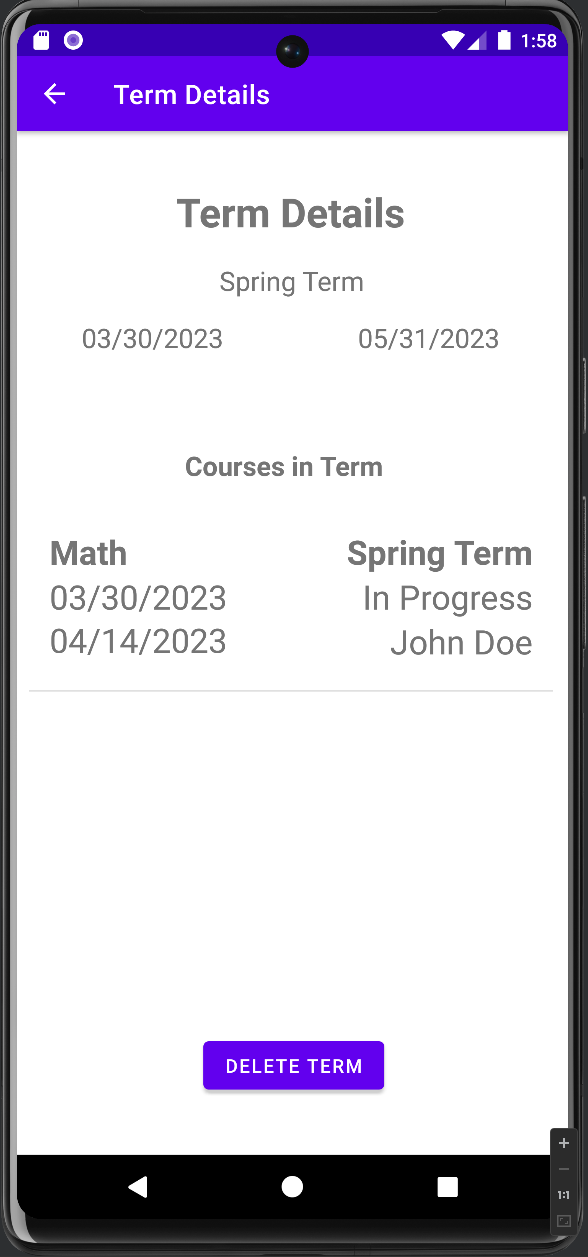 1:58
Term Details
Term Details
Spring Term
03/30/2023 05/31/2023
Courses in Term
Math Spring Term
03/30/2023 In Progress
04/14/2023 John Doe
DELETE TERM
1:1